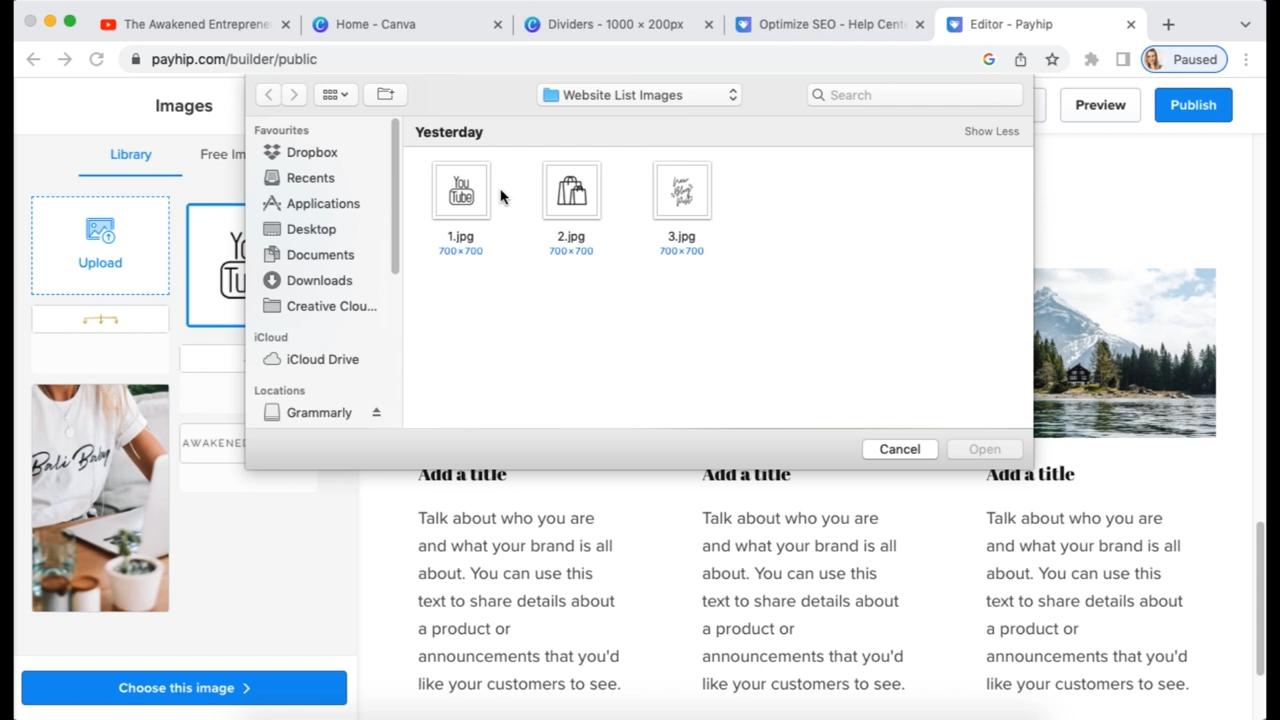 The Awakened Entreprene
Home - Canva
Dividers - 1000 × 200px
Optimize SEO - Help Cent
Editor - Payhip
payhip.com/builder/public
Paused
Images
Website List Images
Search
Preview
Publish
Library
Free Im
Upload
Favourites
Dropbox
Recents
Applications
Desktop
Documents
Downloads
Creative Clou...
iCloud
iCloud Drive
Locations
Grammarly
Yesterday
Show Less
You
Tube
new
Blog
Post
1.jpg
2.jpg
3.jpg
700×700
700×700
700×700
Cancel
Open
AWAKENED
Bali Baby
Choose this image
Add a title
Talk about who you are
and what your brand is all
about. You can use this
text to share details about
a product or
announcements that you'd
like your customers to see.
Add a title
Talk about who you are
and what your brand is all
about. You can use this
text to share details about
a product or
announcements that you'd
like your customers to see.
Add a title
Talk about who you are
and what your brand is all
about. You can use this
text to share details about
a product or
announcements that you'd
like your customers to see.